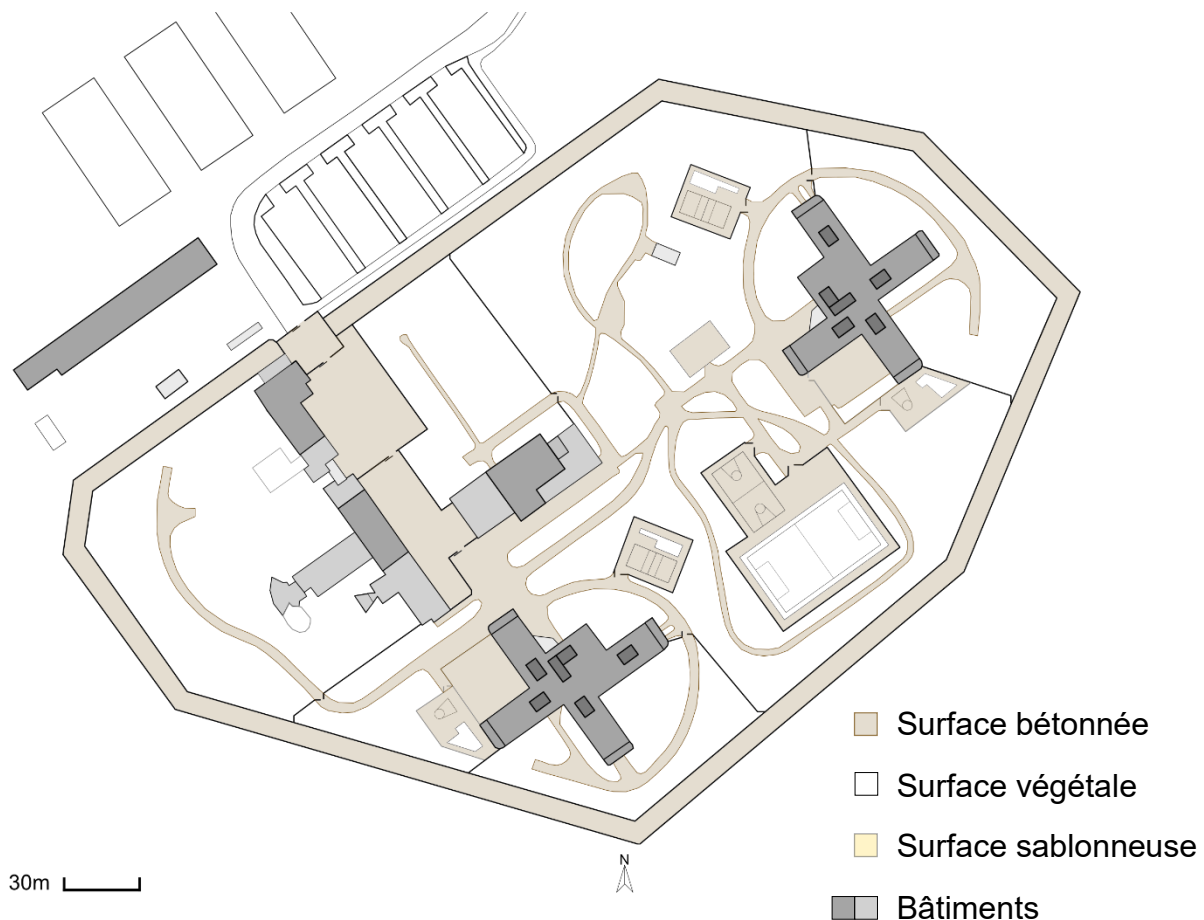 Surface bétonnée
Surface végétale
Surface sablonneuse
Bâtiments
30m
N